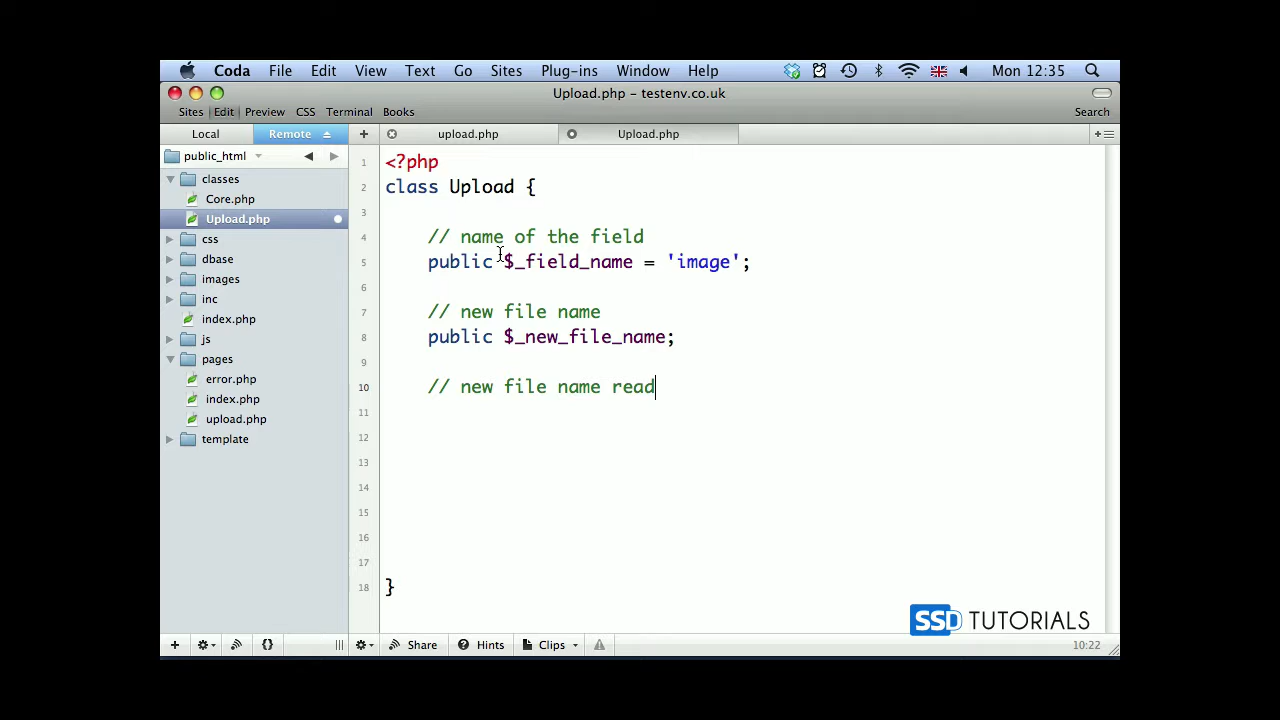 Coda File Edit View Text Go Sites Plug-ins Window Help Mon 12:35
Upload.php – testenv.co.uk
Sites Edit Preview CSS Terminal Books Search
Local Remote + upload.php Upload.php
public_html
classes
Core.php
Upload.php
css
dbase
images
inc
index.php
js
pages
error.php
index.php
upload.php
template
1 <?php
2 class Upload {
3
4 // name of the field
5 public $_field_name = 'image';
6
7 // new file name
8 public $_new_file_name;
9
10 // new file name read
11
12
13
14
15
16
17
18 }
SSD TUTORIALS
+ {} Share Hints Clips 10:22